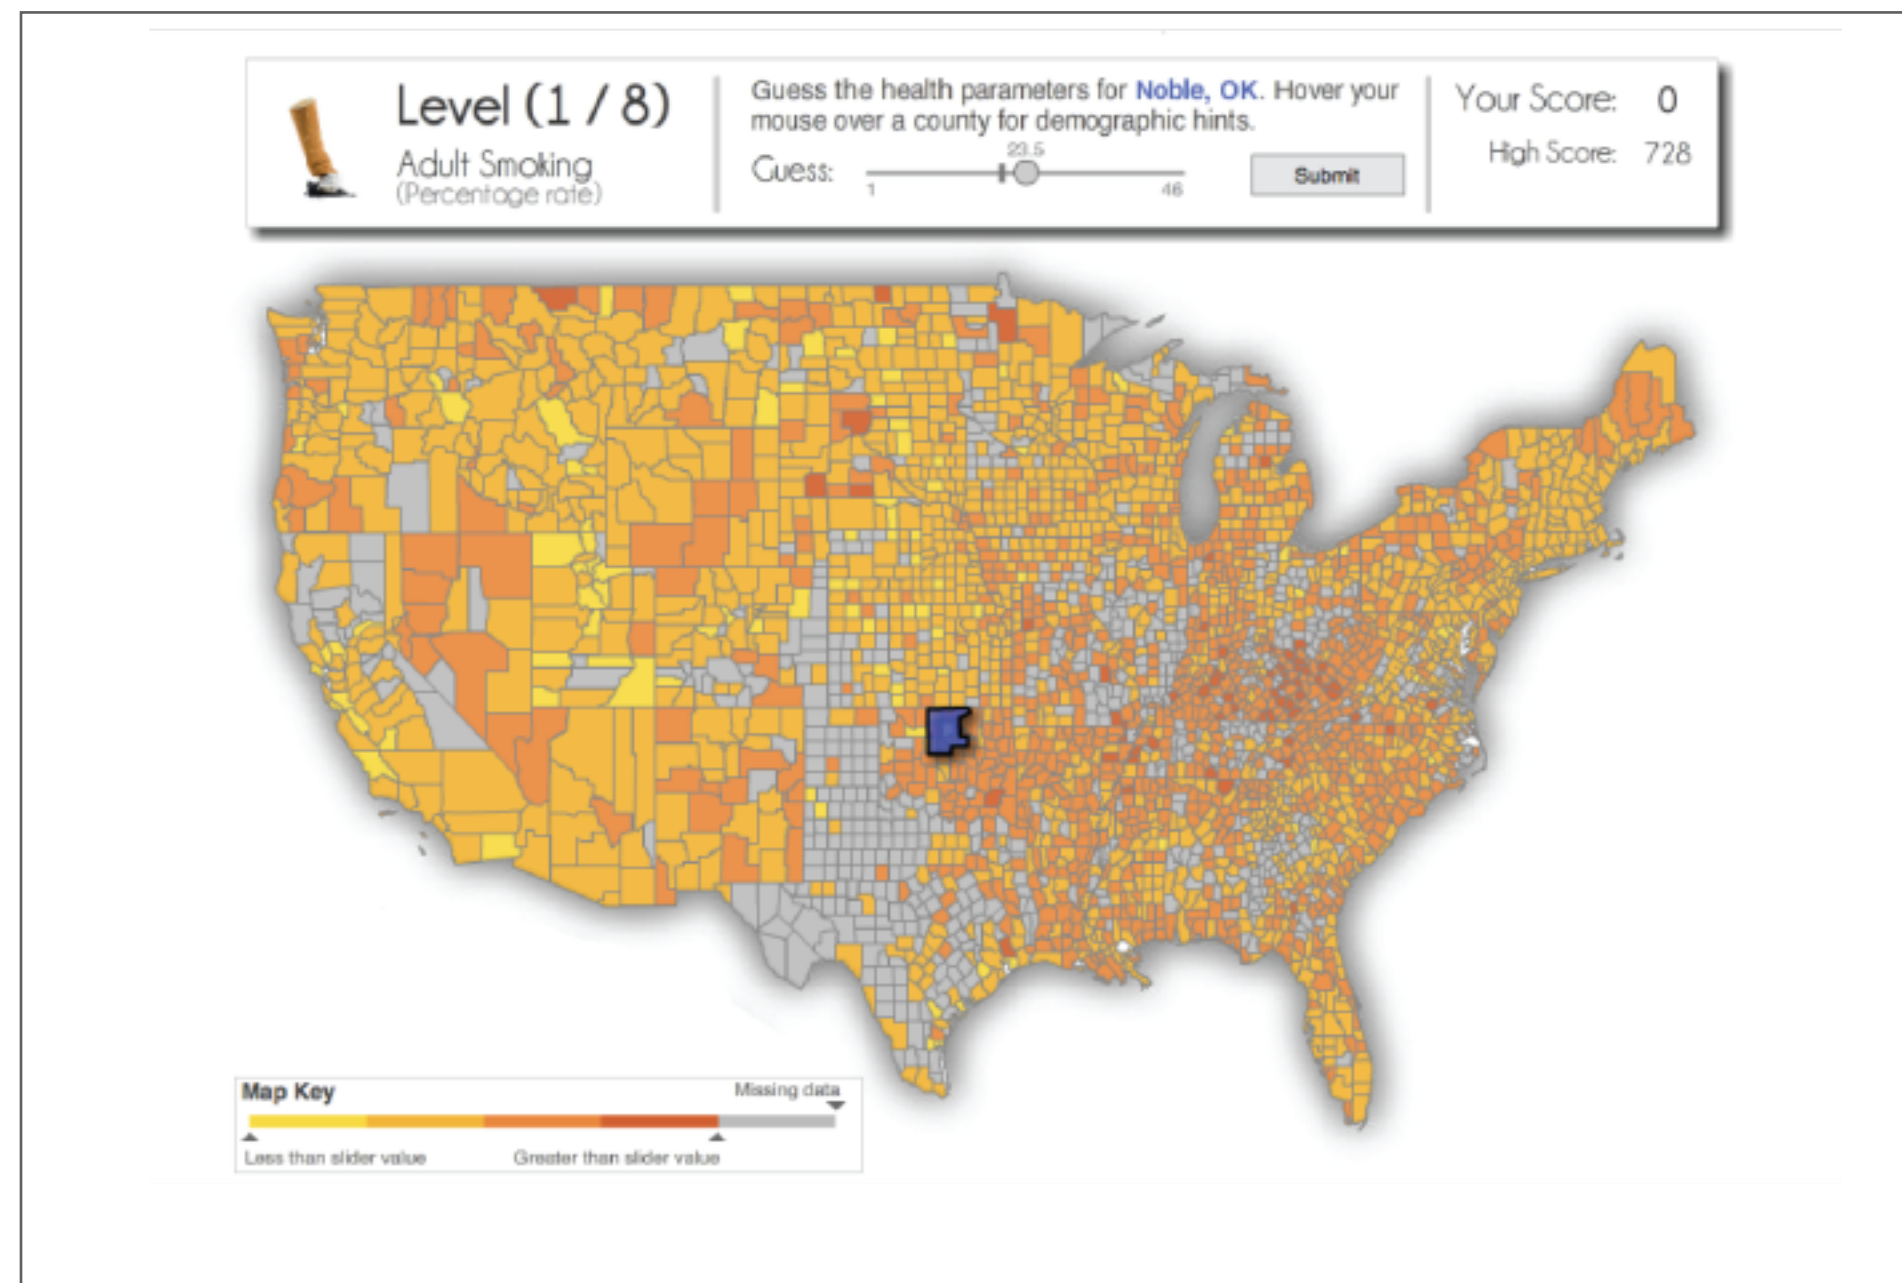 Level (1 / 8)
Adult Smoking
(Percentage rate)
Guess the health parameters for Noble, OK. Hover your
mouse over a county for demographic hints.
Guess:
23.5
1
46
Submit
Your Score: 0
High Score: 728
Map Key
Missing data
Less than slider value
Greater than slider value